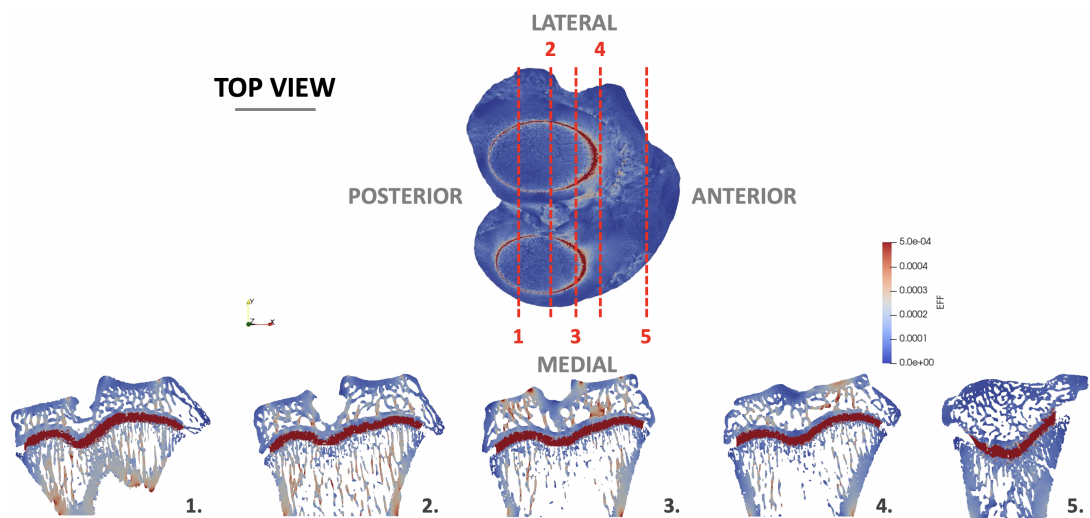 LATERAL
2 4
TOP VIEW
POSTERIOR
ANTERIOR
5.0e-04
0.0004
0.0003
0.0002
0.0001
0.0e+00
EFF
Y
Z
X
1 3 5
MEDIAL
1.
2.
3.
4.
5.